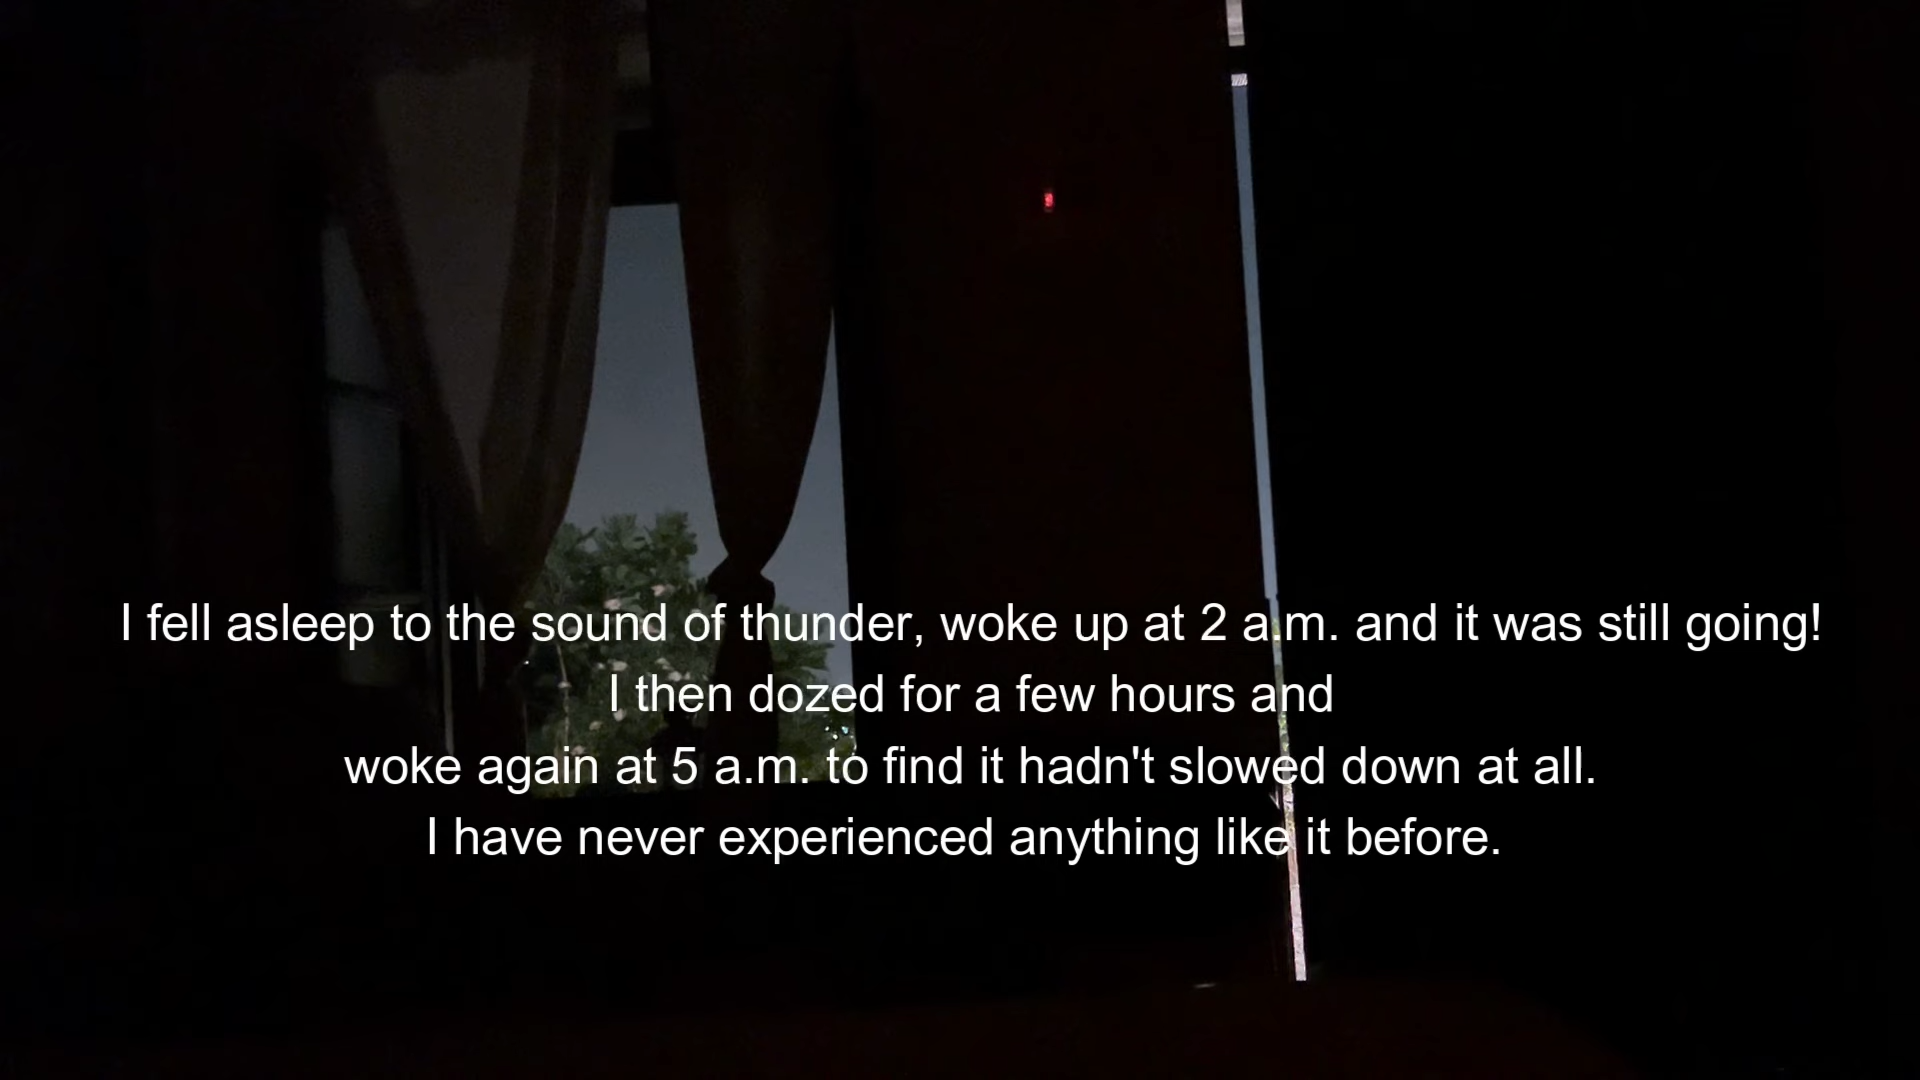 I fell asleep to the sound of thunder, woke up at 2 a.m. and it was still going!
I then dozed for a few hours and
woke again at 5 a.m. to find it hadn't slowed down at all.
I have never experienced anything like it before.